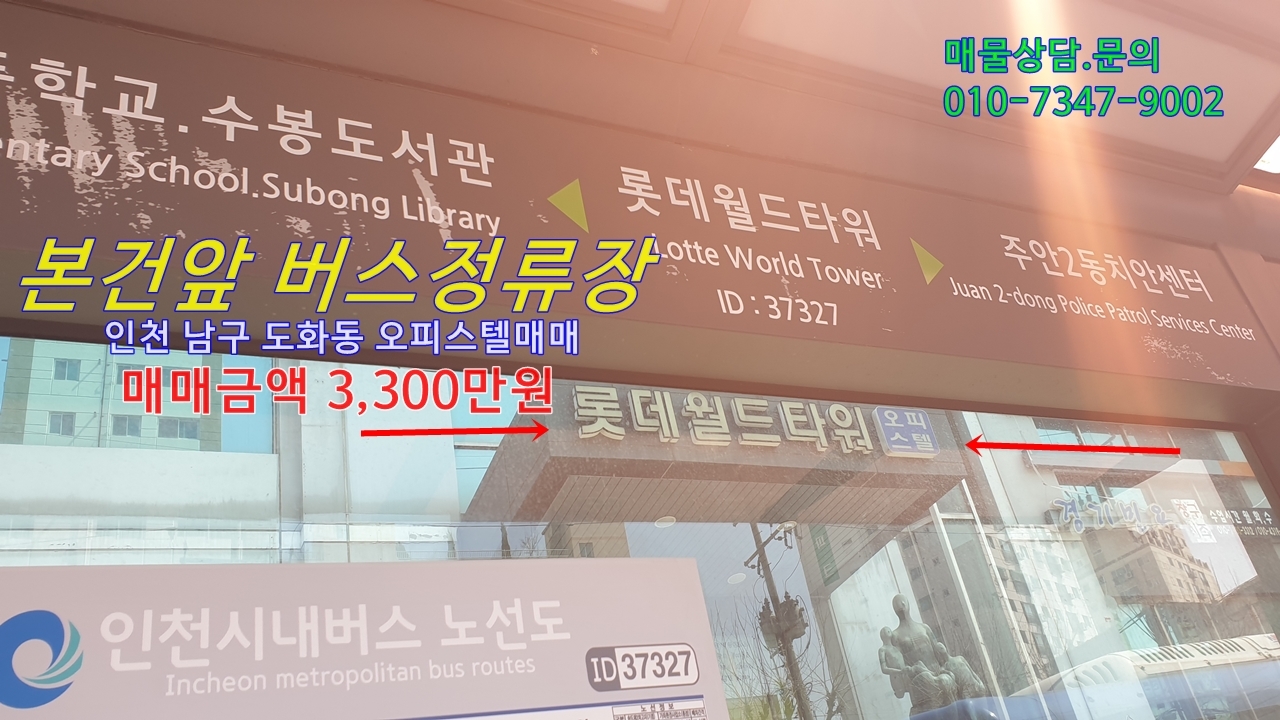 매물상담.문의
010-7347-9002
학교.수봉도서관
School.Subong Library
롯데월드타워
Lotte World Tower
ID : 37327
주안2동치안센터
Juan 2-dong Police Patrol Services Center
본건앞 버스정류장
인천 남구 도화동 오피스텔매매
매매금액 3,300만원
롯데월드타워 오피
스텔
인천시내버스 노선도
Incheon metropolitan bus routes
ID 37327
노선정보